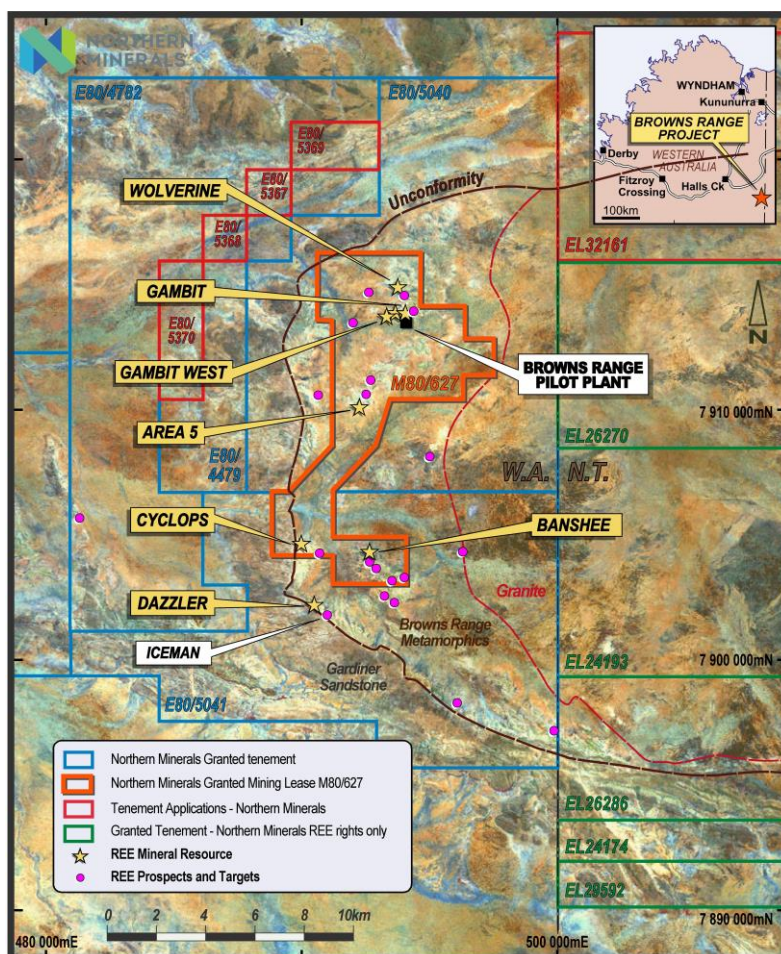 NORTHERN
MINERALS
E80/4782
E80/5040
WYNDHAM
Kununurra
BROWNS RANGE
PROJECT
Derby
WESTERN
AUSTRALIA
Fitzroy
Crossing
Halls Ck
100km
E80/
5369
E80/
5367
E80/
5368
E80/
5370
WOLVERINE
Unconformity
EL32161
GAMBIT
N
GAMBIT WEST
BROWNS RANGE
PILOT PLANT
M80/627
7 910 000mN
AREA 5
EL26270
E80/
4479
W.A. N.T.
CYCLOPS
BANSHEE
DAZZLER
Granite
Browns Range
Metamorphics
ICEMAN
Gardiner
Sandstone
EL24193
7 900 000mN
E80/5041
Northern Minerals Granted tenement
Northern Minerals Granted Mining Lease M80/627
Tenement Applications - Northern Minerals
Granted Tenement - Northern Minerals REE rights only
REE Mineral Resource
REE Prospects and Targets
EL26286
EL24174
EL29592
0 2 4 6 8 10km
7 890 000mN
480 000mE
500 000mE